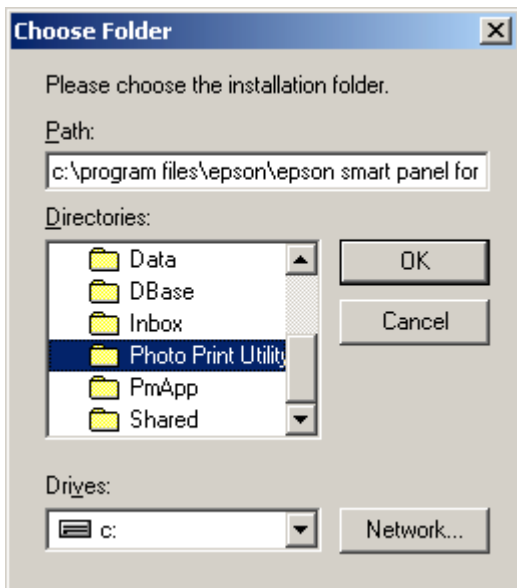 Choose Folder
Please choose the installation folder.
Path:
c:\program files\epson\epson smart panel for
Directories:
Data
DBase
Inbox
Photo Print Utility
PmApp
Shared
OK
Cancel
Drives:
c:
Network...